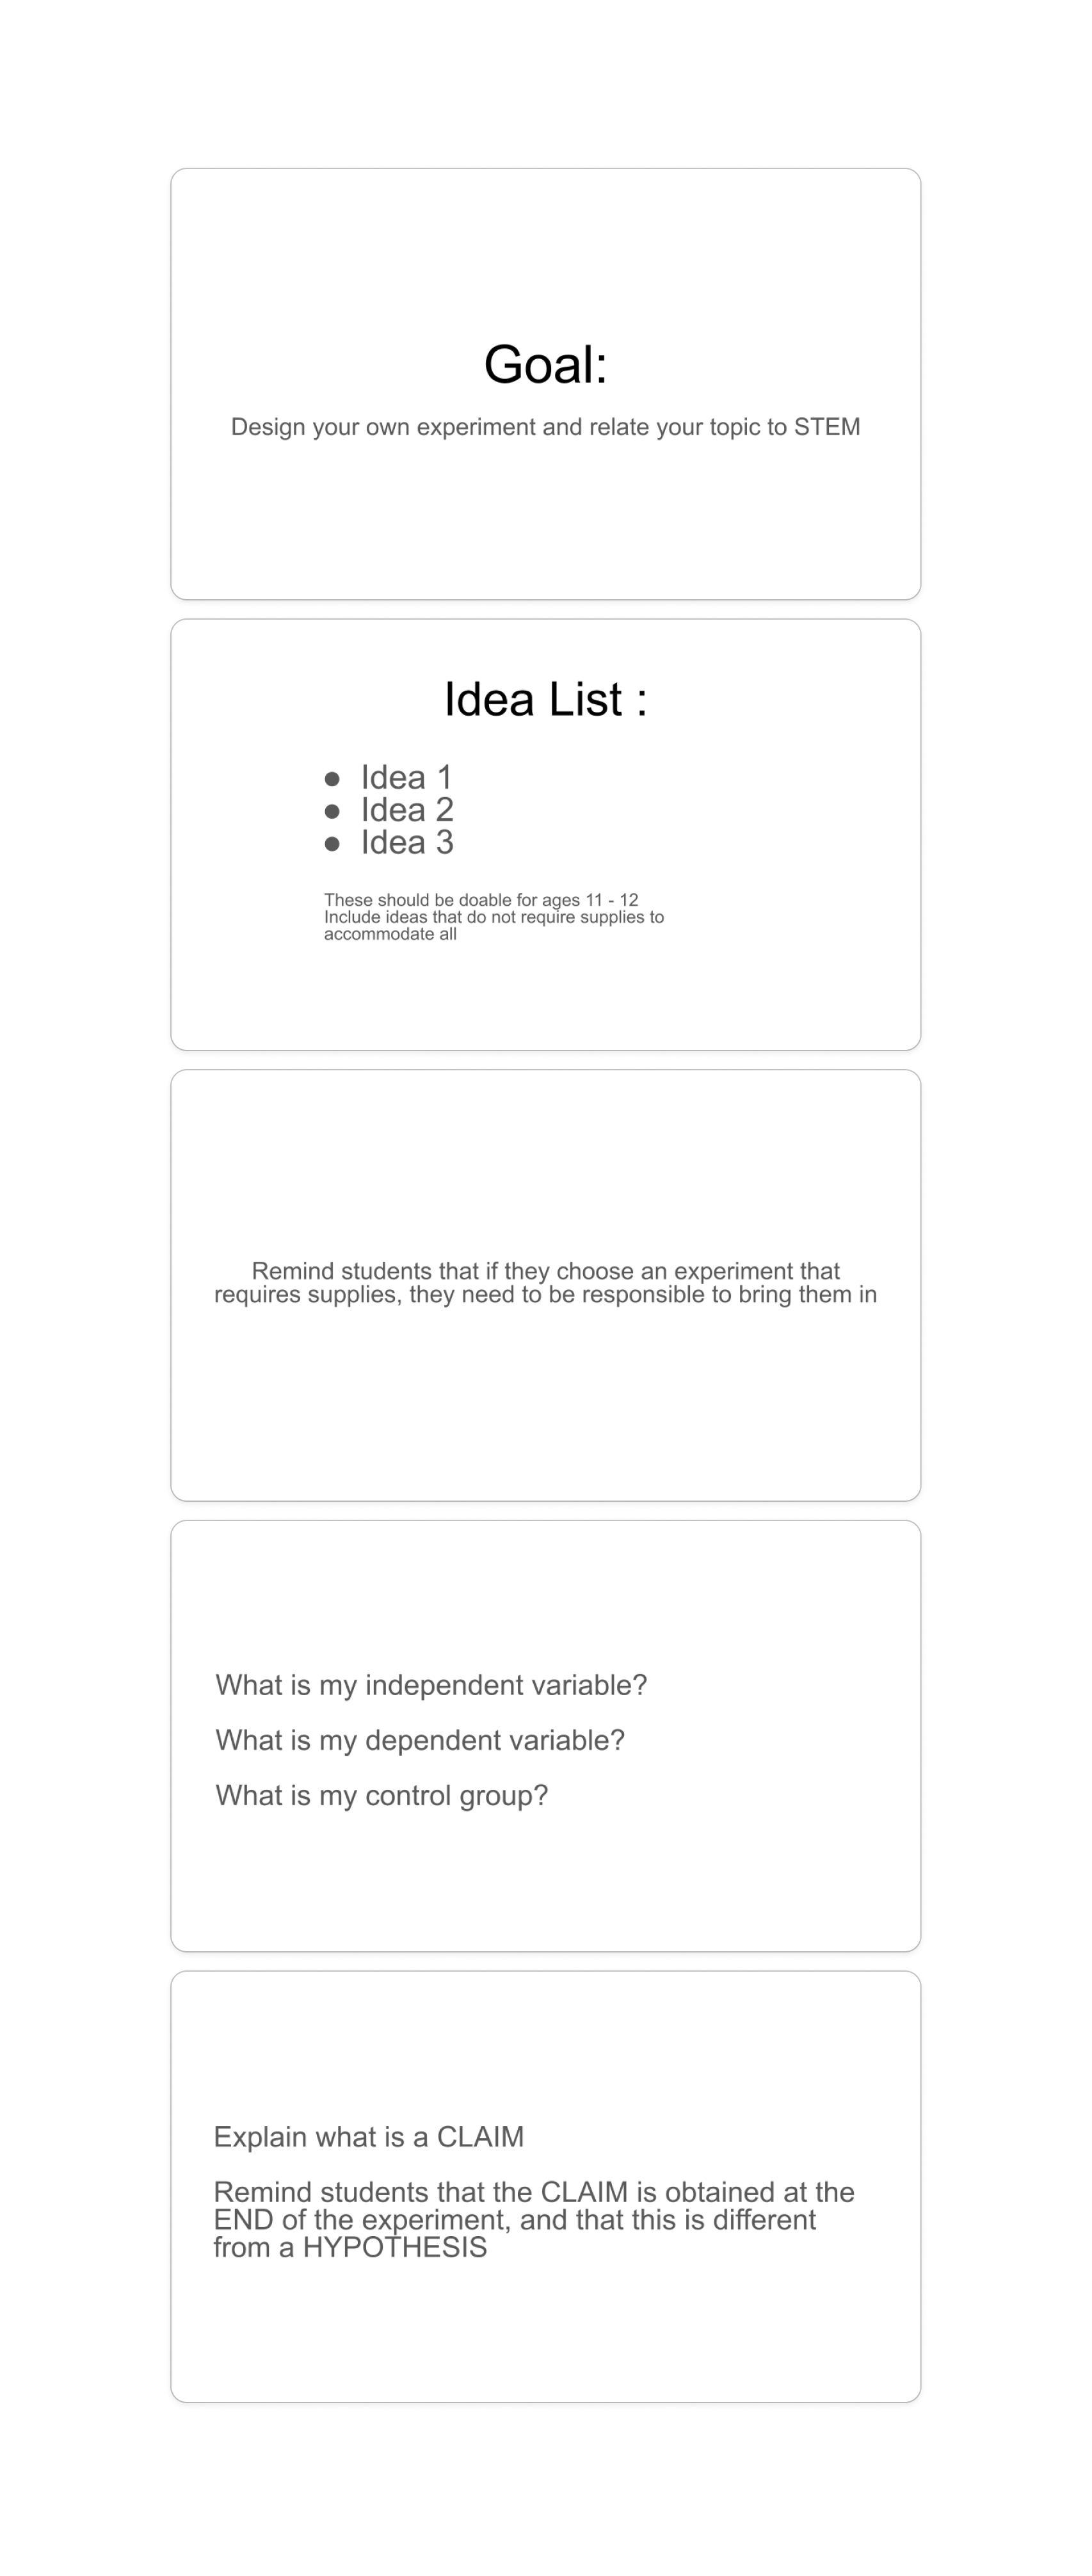 Goal:
Design your own experiment and relate your topic to STEM
Idea List :
● Idea 1
● Idea 2
● Idea 3
These should be doable for ages 11 - 12
Include ideas that do not require supplies to
accommodate all
Remind students that if they choose an experiment that
requires supplies, they need to be responsible to bring them in
What is my independent variable?
What is my dependent variable?
What is my control group?
Explain what is a CLAIM
Remind students that the CLAIM is obtained at the
END of the experiment, and that this is different
from a HYPOTHESIS